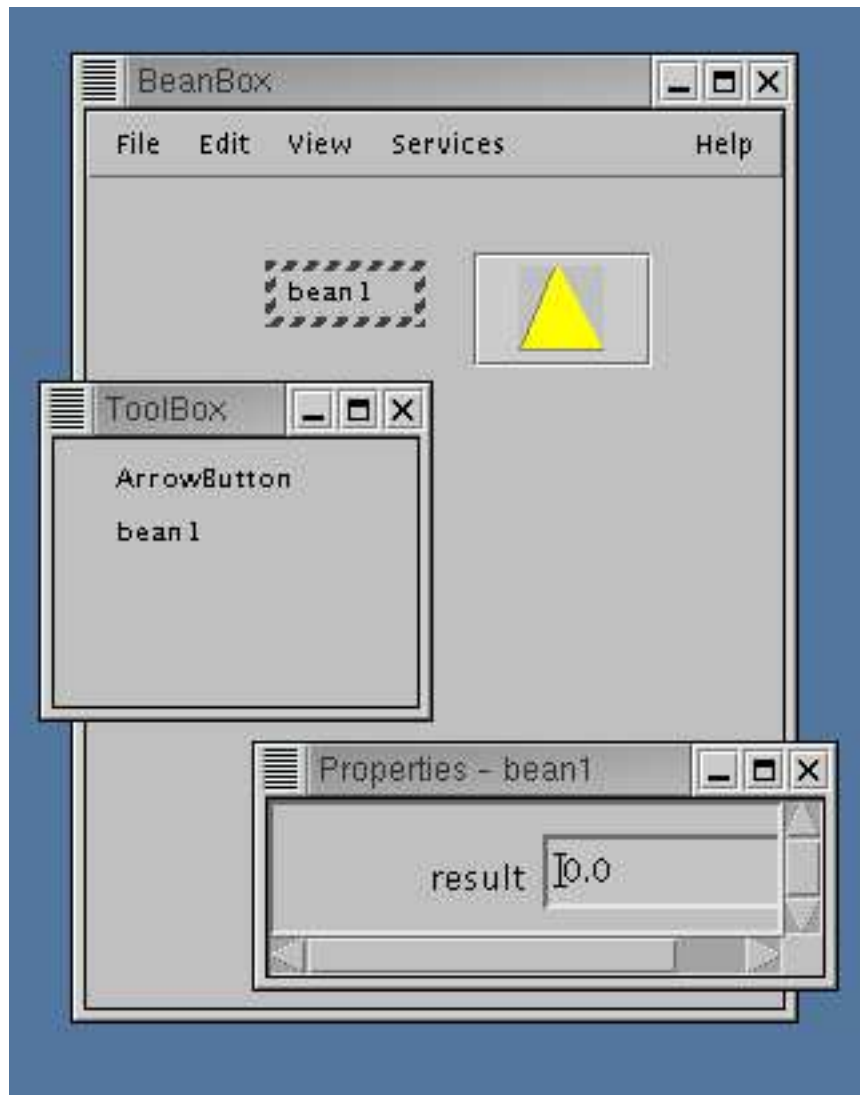 BeanBox
File Edit View Services Help
bean1
ToolBox
ArrowButton
bean1
Properties - bean1
result 0.0